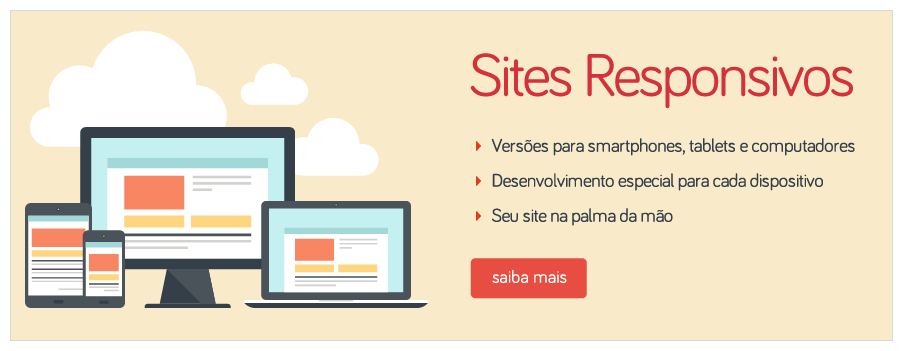 Sites Responsivos
Versões para smartphones, tablets e computadores
Desenvolvimento especial para cada dispositivo
Seu site na palma da mão
saiba mais